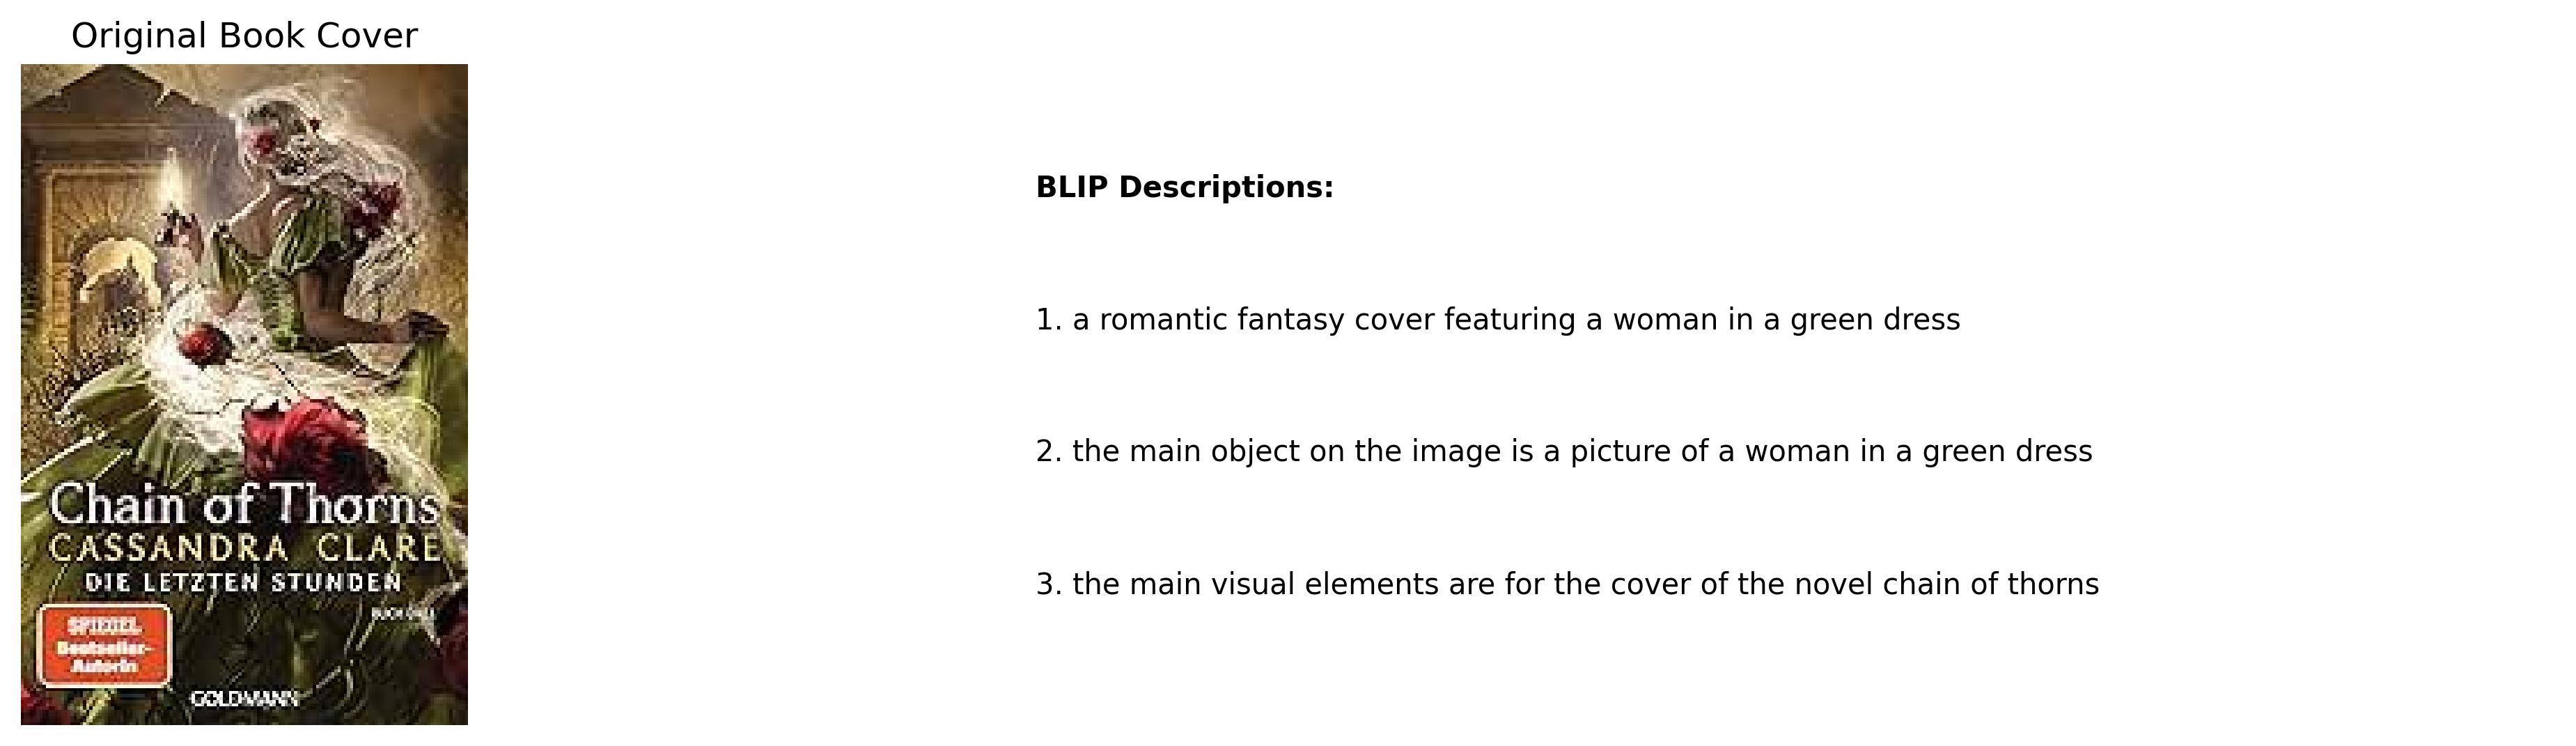 Original Book Cover
Chain of Thorns
CASSANDRA CLARE
DIE LETZTEN STUNDEN
SPIEGEL
Bestseller-
Autorin
GOLDMANN
BLIP Descriptions:
1. a romantic fantasy cover featuring a woman in a green dress
2. the main object on the image is a picture of a woman in a green dress
3. the main visual elements are for the cover of the novel chain of thorns